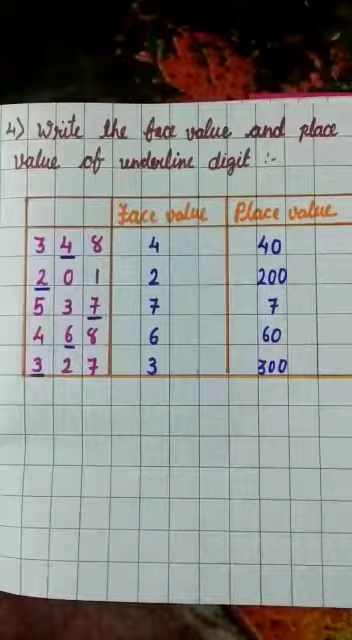 4) Write the face value and place
value of underline digit :-
Face value Place value
3 4 8 4 40
2 0 1 2 200
5 3 7 7 7
4 6 8 6 60
3 2 7 3 300